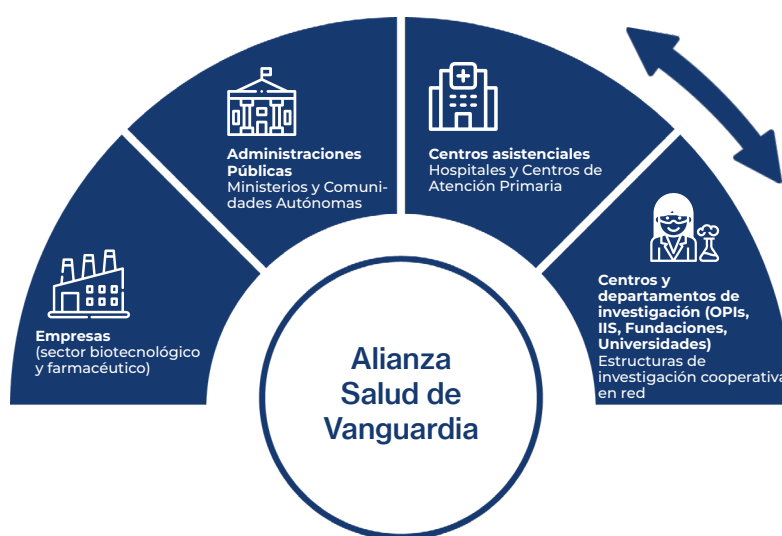 Administraciones
Públicas
Ministerios y Comuni-
dades Autónomas
Centros asistenciales
Hospitales y Centros de
Atención Primaria
Empresas
(sector biotecnológico
y farmacéutico)
Centros y
departamentos de
investigación (OPIs,
IIS, Fundaciones,
Universidades)
Estructuras de
investigación cooperativa
en red
Alianza
Salud de
Vanguardia